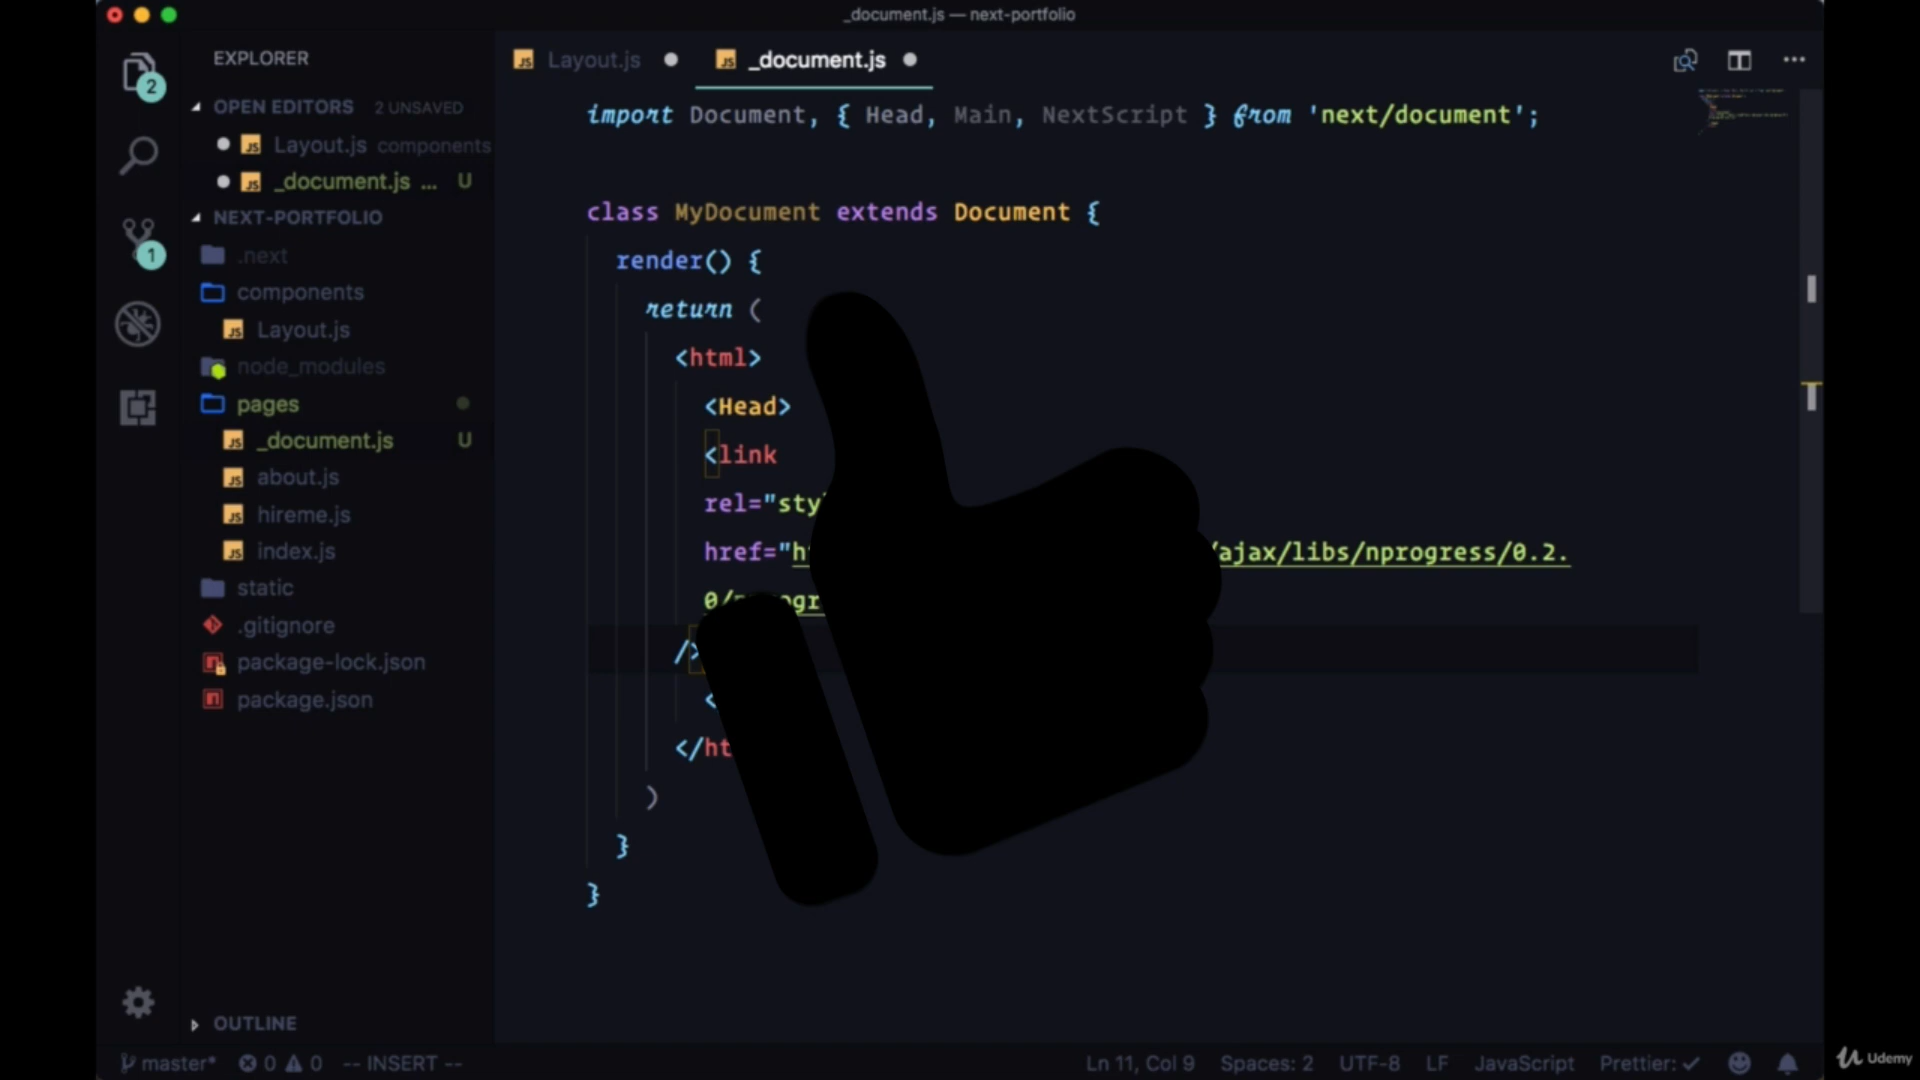 _document.js — next-portfolio
EXPLORER
OPEN EDITORS 2 UNSAVED
Layout.js components
_document.js ... U
NEXT-PORTFOLIO
.next
components
Layout.js
node_modules
pages
_document.js U
about.js
hireme.js
index.js
static
.gitignore
package-lock.json
package.json
OUTLINE
2
1
Layout.js
_document.js
import Document, { Head, Main, NextScript } from 'next/document';
class MyDocument extends Document {
render() {
return (
<html>
<Head>
<link
rel="sty
href="h /ajax/libs/nprogress/0.2.
0/ gr
/>
<
</ht
)
}
}
master* 0 0 -- INSERT --
Ln 11, Col 9 Spaces: 2 UTF-8 LF JavaScript Prettier: ✓
Udemy